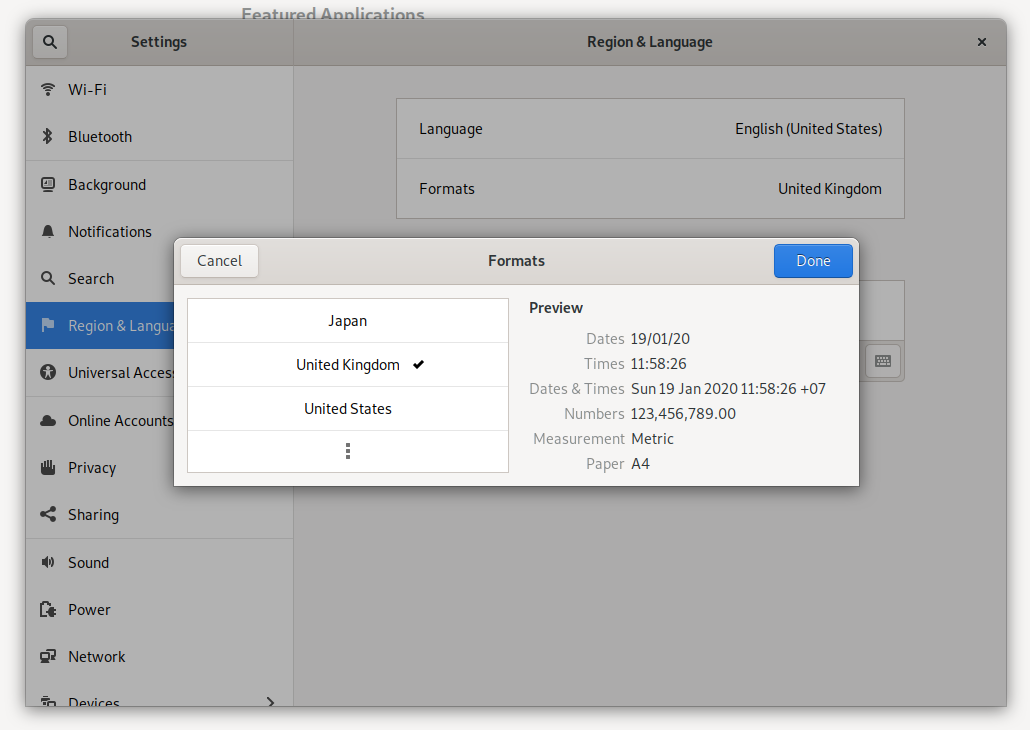 Featured Applications
Settings
Region & Language
Wi-Fi
Bluetooth
Background
Notifications
Search
Region & Langua
Universal Acces
Online Accounts
Privacy
Sharing
Sound
Power
Network
Devices
Language English (United States)
Formats United Kingdom
Cancel
Formats
Done
Japan
United Kingdom
United States
Preview
Dates 19/01/20
Times 11:58:26
Dates & Times Sun 19 Jan 2020 11:58:26 +07
Numbers 123,456,789.00
Measurement Metric
Paper A4